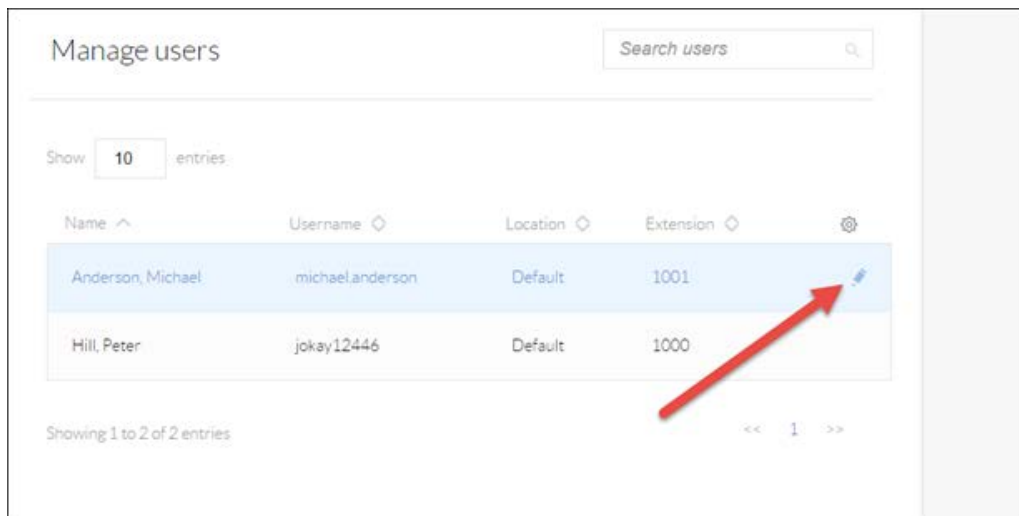 Manage users
Search users
Show 10 entries
Name Username Location Extension
Anderson, Michael michael.anderson Default 1001
Hill, Peter jokay12446 Default 1000
Showing 1 to 2 of 2 entries
<< 1 >>